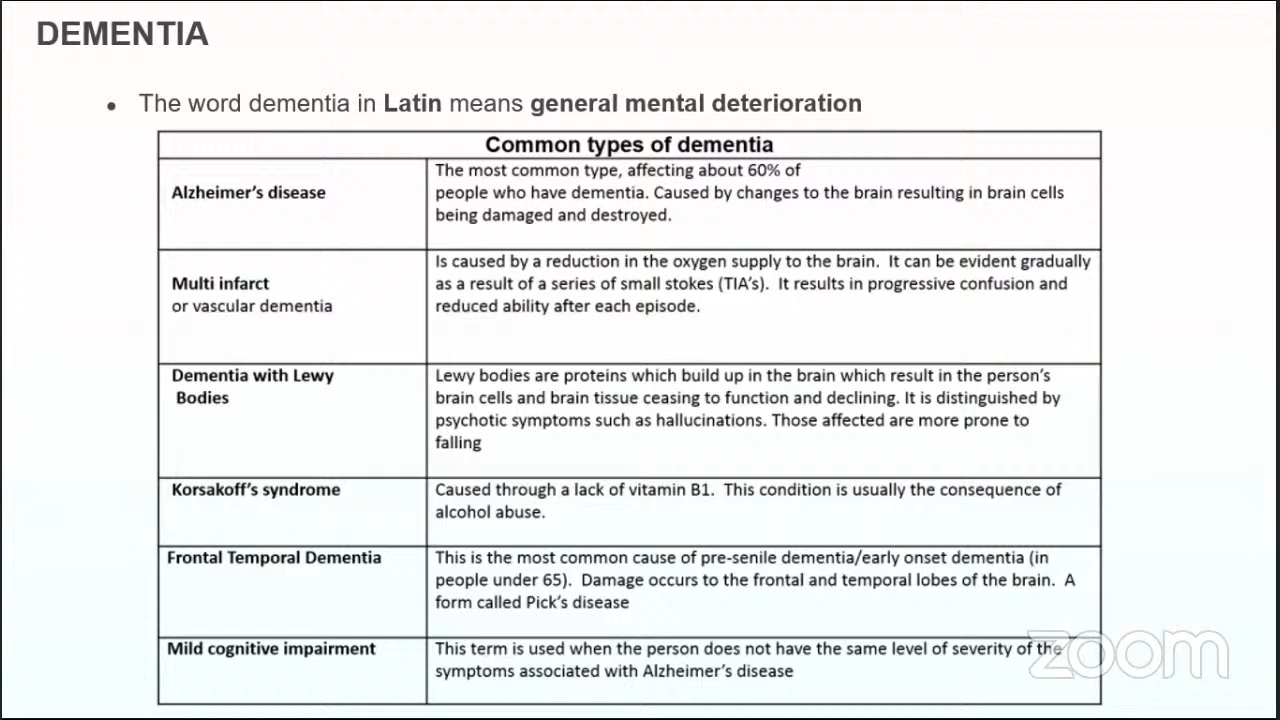 DEMENTIA
• The word dementia in Latin means general mental deterioration
Common types of dementia
Alzheimer's disease
The most common type, affecting about 60% of
people who have dementia. Caused by changes to the brain resulting in brain cells
being damaged and destroyed.
Multi infarct
or vascular dementia
Is caused by a reduction in the oxygen supply to the brain. It can be evident gradually
as a result of a series of small stokes (TIA's). It results in progressive confusion and
reduced ability after each episode.
Dementia with Lewy
Bodies
Lewy bodies are proteins which build up in the brain which result in the person's
brain cells and brain tissue ceasing to function and declining. It is distinguished by
psychotic symptoms such as hallucinations. Those affected are more prone to
falling
Korsakoff's syndrome
Caused through a lack of vitamin B1. This condition is usually the consequence of
alcohol abuse.
Frontal Temporal Dementia
This is the most common cause of pre-senile dementia/early onset dementia (in
people under 65). Damage occurs to the frontal and temporal lobes of the brain. A
form called Pick's disease
Mild cognitive impairment
This term is used when the person does not have the same level of severity of the
symptoms associated with Alzheimer's disease
zoom